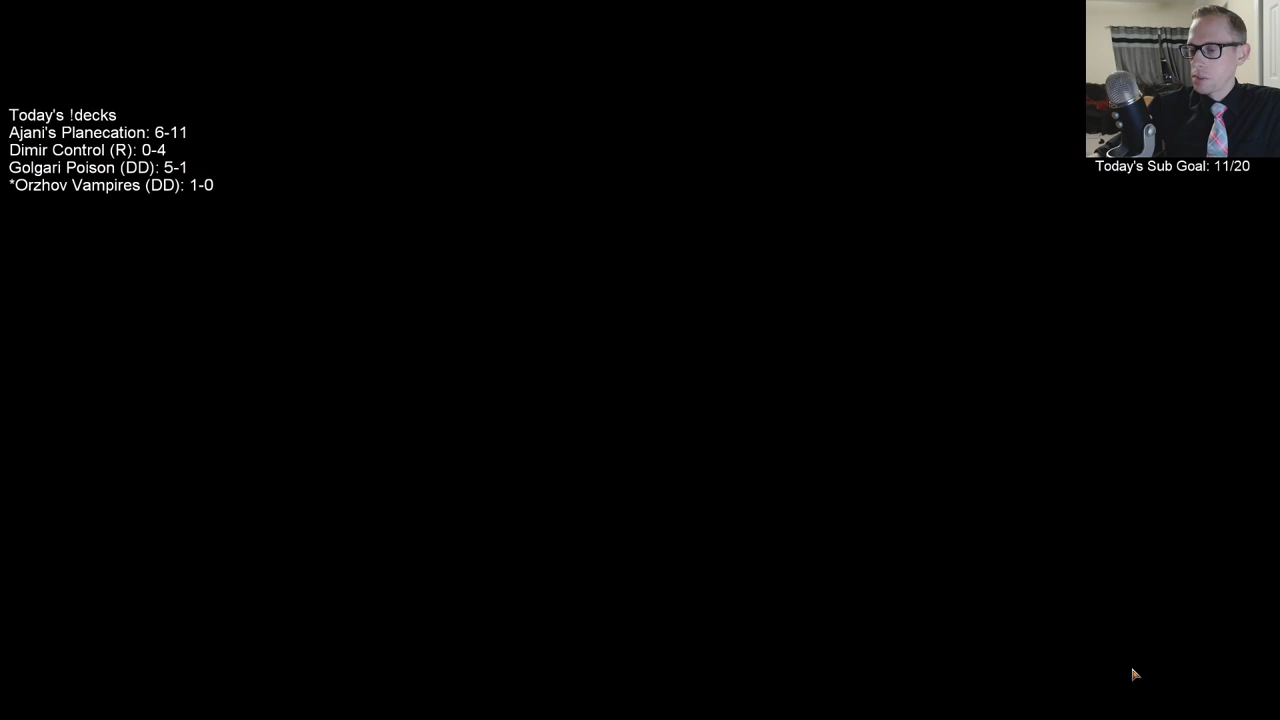 Today's !decks
Ajani's Planecation: 6-11
Dimir Control (R): 0-4
Golgari Poison (DD): 5-1
*Orzhov Vampires (DD): 1-0
Today's Sub Goal: 11/20